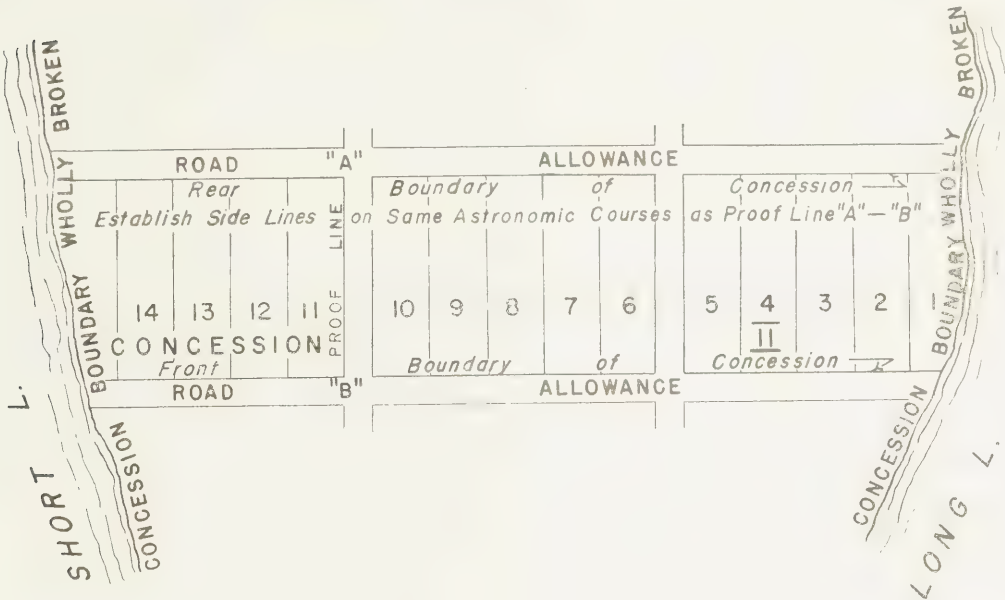 BOUNDARY WHOLLY BROKEN
BOUNDARY WHOLLY BROKEN
ROAD "A" ALLOWANCE
Rear Boundary of Concession
Establish Side Lines on Same Astronomic Courses as Proof Line "A"—"B"
PROOF LINE
14 13 12 11 10 9 8 7 6 5 4 3 2 1
CONCESSION II
Front Boundary of Concession
ROAD "B" ALLOWANCE
CONCESSION
CONCESSION
SHORT L.
LONG L.